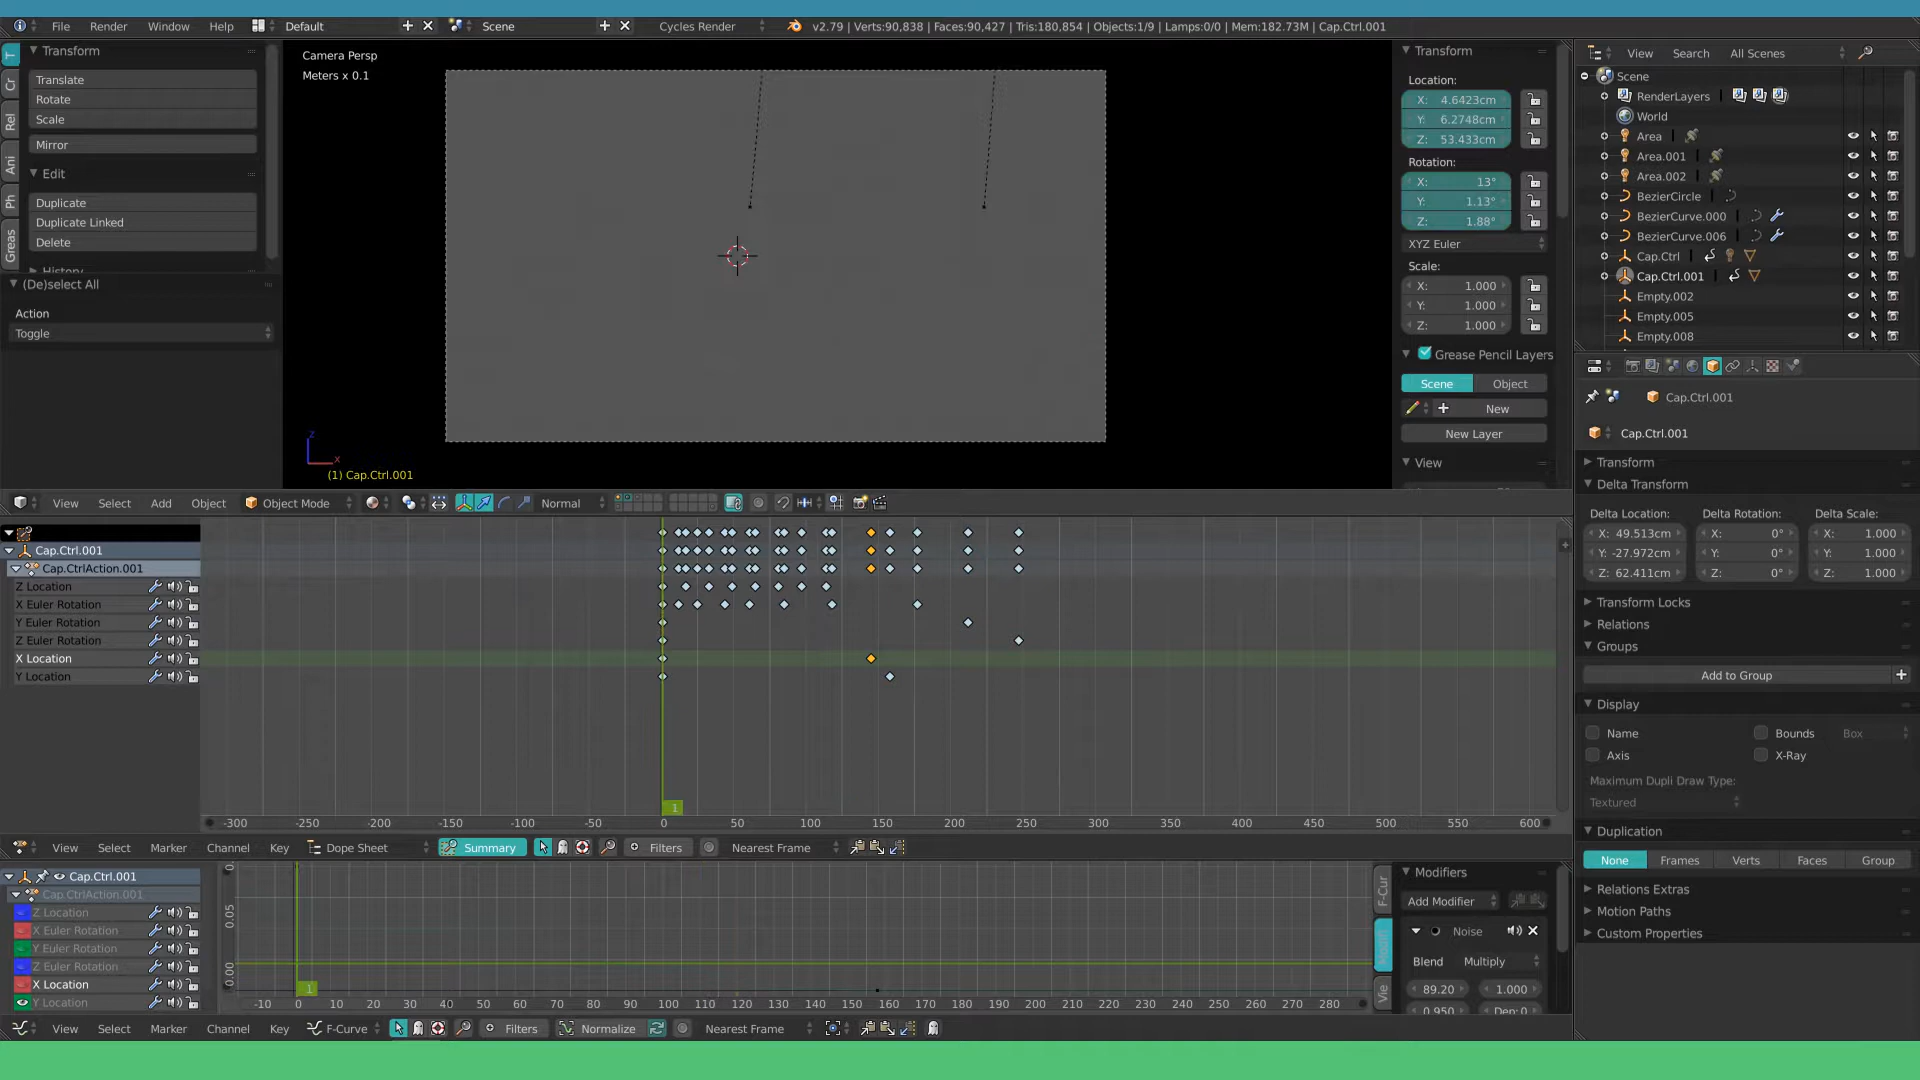 File Render Window Help Default Scene Cycles Render v2.79 | Verts:90,838 | Faces:90,427 | Tris:180,854 | Objects:1/9 | Lamps:0/0 | Mem:182.73M | Cap.Ctrl.001
T
Cr
Rel
Ani
Ph
Greas
Transform
Translate
Rotate
Scale
Mirror
Edit
Duplicate
Duplicate Linked
Delete
History
(De)select All
Action
Toggle
Camera Persp
Meters x 0.1
z
x
(1) Cap.Ctrl.001
Transform
Location:
X: 4.6423cm
Y: 6.2748cm
Z: 53.433cm
Rotation:
X: 13°
Y: 1.13°
Z: 1.88°
XYZ Euler
Scale:
X: 1.000
Y: 1.000
Z: 1.000
Grease Pencil Layers
Scene Object
New
New Layer
View
View Search All Scenes
Scene
RenderLayers
World
Area
Area.001
Area.002
BezierCircle
BezierCurve.000
BezierCurve.006
Cap.Ctrl
Cap.Ctrl.001
Empty.002
Empty.005
Empty.008
Cap.Ctrl.001
Cap.Ctrl.001
Transform
Delta Transform
Delta Location: Delta Rotation: Delta Scale:
X: 49.513cm X: 0° X: 1.000
Y: -27.972cm Y: 0° Y: 1.000
Z: 62.411cm Z: 0° Z: 1.000
Transform Locks
Relations
Groups
Add to Group
Display
Name Bounds Box
Axis X-Ray
Maximum Dupli Draw Type:
Textured
Duplication
None Frames Verts Faces Group
Relations Extras
Motion Paths
Custom Properties
View Select Add Object Object Mode Normal
Cap.Ctrl.001
Cap.CtrlAction.001
Z Location
X Euler Rotation
Y Euler Rotation
Z Euler Rotation
X Location
Y Location
1
-300 -250 -200 -150 -100 -50 0 50 100 150 200 250 300 350 400 450 500 550 600
View Select Marker Channel Key Dope Sheet Summary Filters Nearest Frame
Cap.Ctrl.001
Cap.CtrlAction.001
Z Location
X Euler Rotation
Y Euler Rotation
Z Euler Rotation
X Location
Y Location
0.05
0.00
1
-10 0 10 20 30 40 50 60 70 80 90 100 110 120 130 140 150 160 170 180 190 200 210 220 230 240 250 260 270 280
F-Cur
Vie
Modifiers
Add Modifier
Noise
Blend Multiply
89.20 1.000
0.950 Dep: 0
View Select Marker Channel Key F-Curve Filters Normalize Nearest Frame